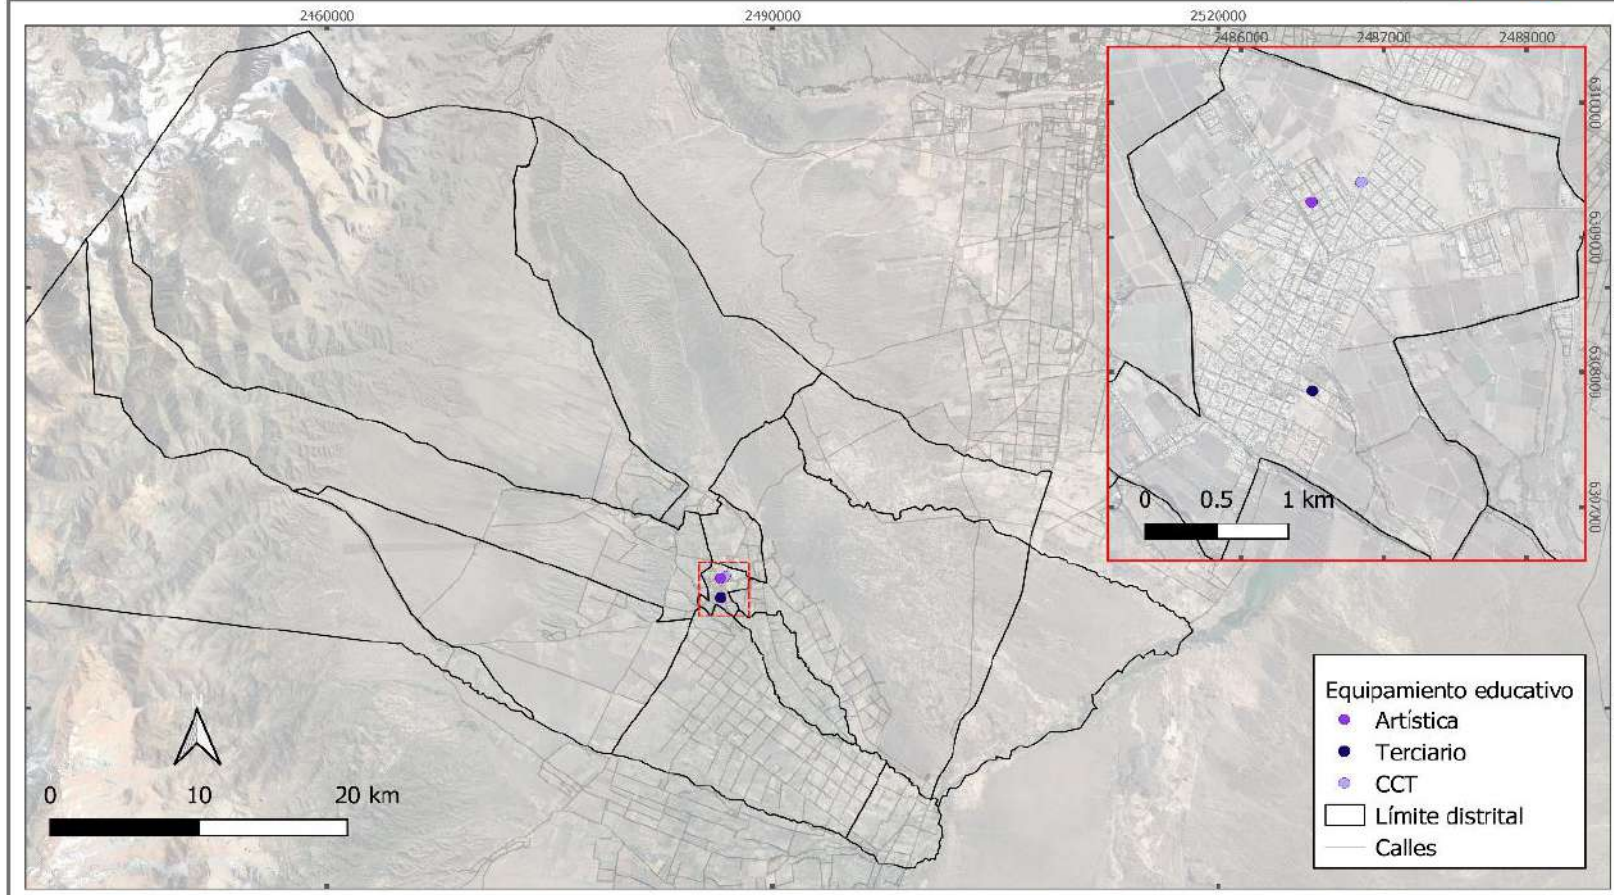 2460000 2490000 2520000
2486000 2487000 2488000
6310000
6309000
6308000
6307000
0 0.5 1 km
N
0 10 20 km
Equipamiento educativo
Artística
Terciario
CCT
Límite distrital
Calles